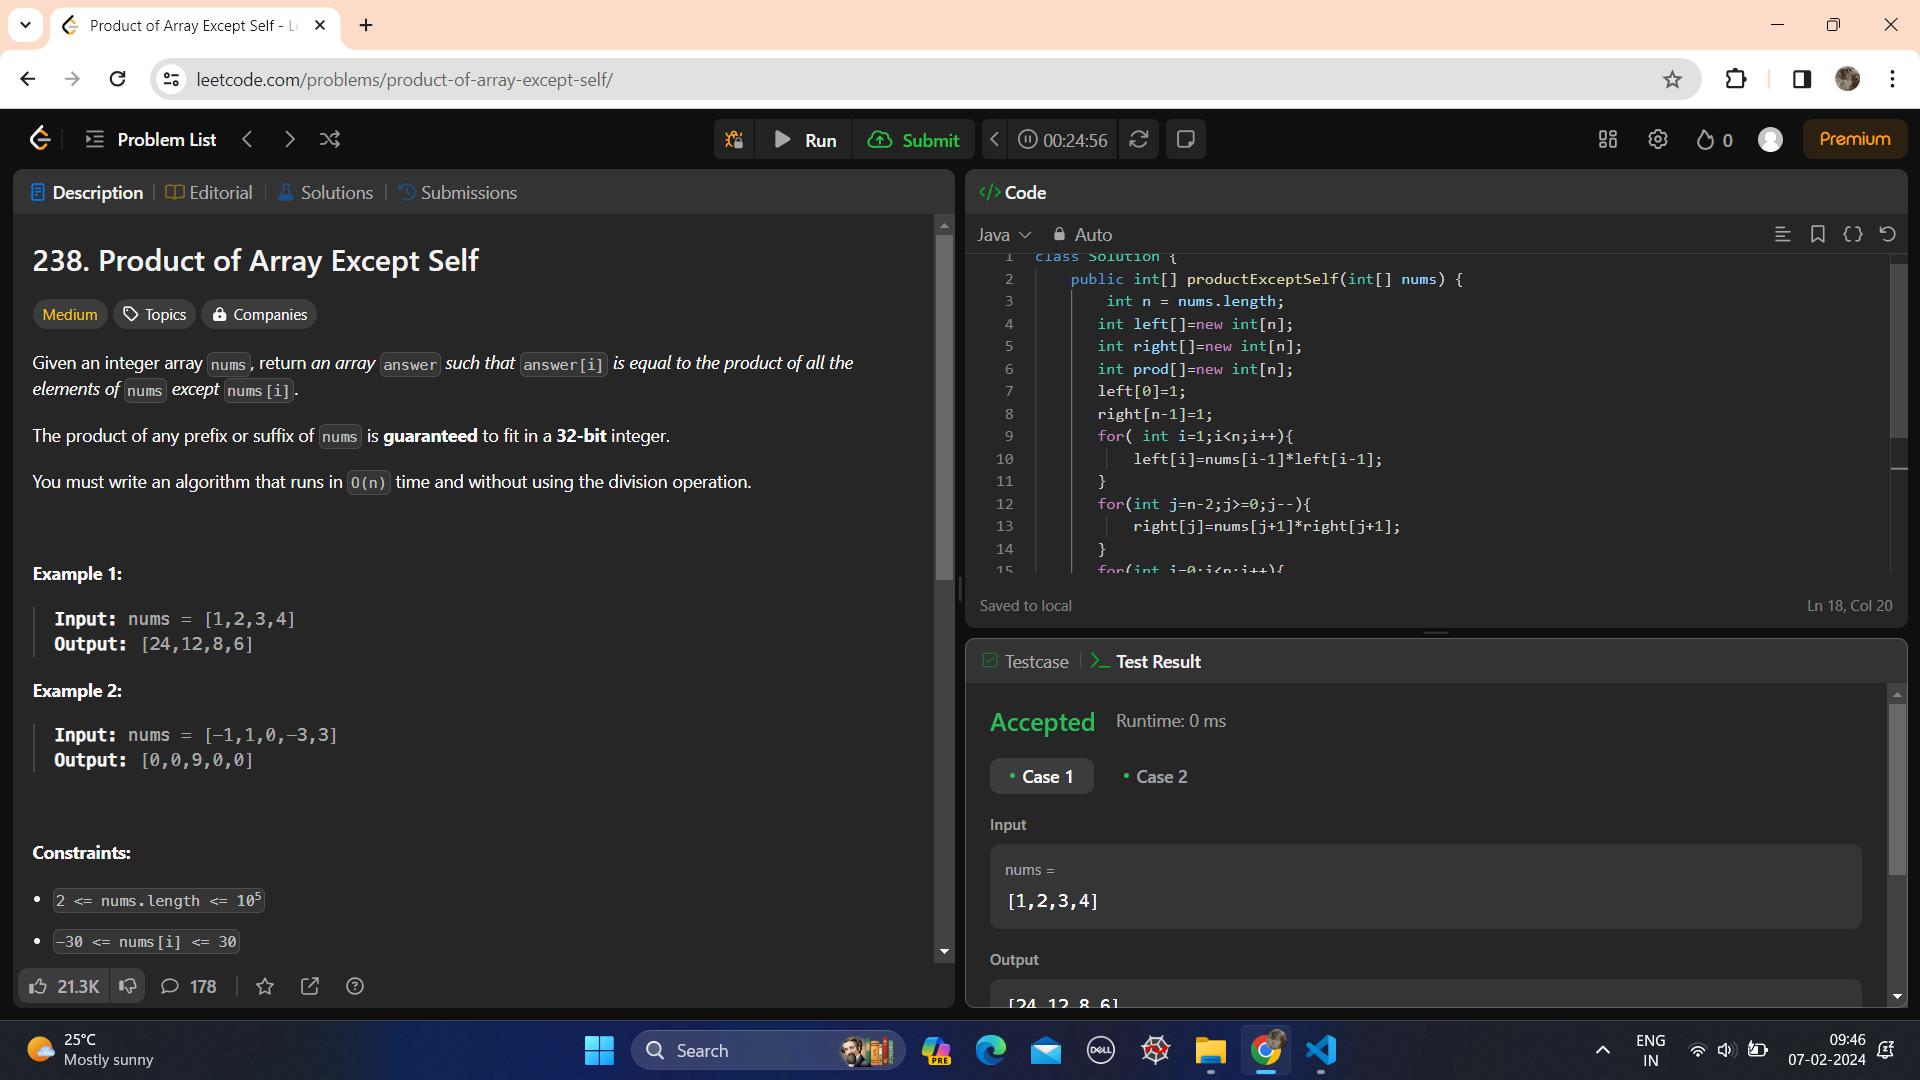 Product of Array Except Self - Le
leetcode.com/problems/product-of-array-except-self/
Problem List
Run
Submit
00:24:56
0
Premium
Description
Editorial
Solutions
Submissions
238. Product of Array Except Self
Medium
Topics
Companies
Given an integer array nums, return an array answer such that answer[i] is equal to the product of all the
elements of nums except nums[i].
The product of any prefix or suffix of nums is guaranteed to fit in a 32-bit integer.
You must write an algorithm that runs in O(n) time and without using the division operation.
Example 1:
Input: nums = [1,2,3,4]
Output: [24,12,8,6]
Example 2:
Input: nums = [-1,1,0,-3,3]
Output: [0,0,9,0,0]
Constraints:
• 2 <= nums.length <= 10⁵
• -30 <= nums[i] <= 30
21.3K
178
</> Code
Java
Auto
1 class Solution {
2 public int[] productExceptSelf(int[] nums) {
3 int n = nums.length;
4 int left[]=new int[n];
5 int right[]=new int[n];
6 int prod[]=new int[n];
7 left[0]=1;
8 right[n-1]=1;
9 for( int i=1;i<n;i++){
10 left[i]=nums[i-1]*left[i-1];
11 }
12 for(int j=n-2;j>=0;j--){
13 right[j]=nums[j+1]*right[j+1];
14 }
15 for(int i=0;i<n;i++){
Saved to local
Ln 18, Col 20
Testcase
Test Result
Accepted
Runtime: 0 ms
• Case 1
• Case 2
Input
nums =
[1,2,3,4]
Output
[24,12,8,6]
25°C
Mostly sunny
Search
PRE
DELL
ENG
IN
09:46
07-02-2024